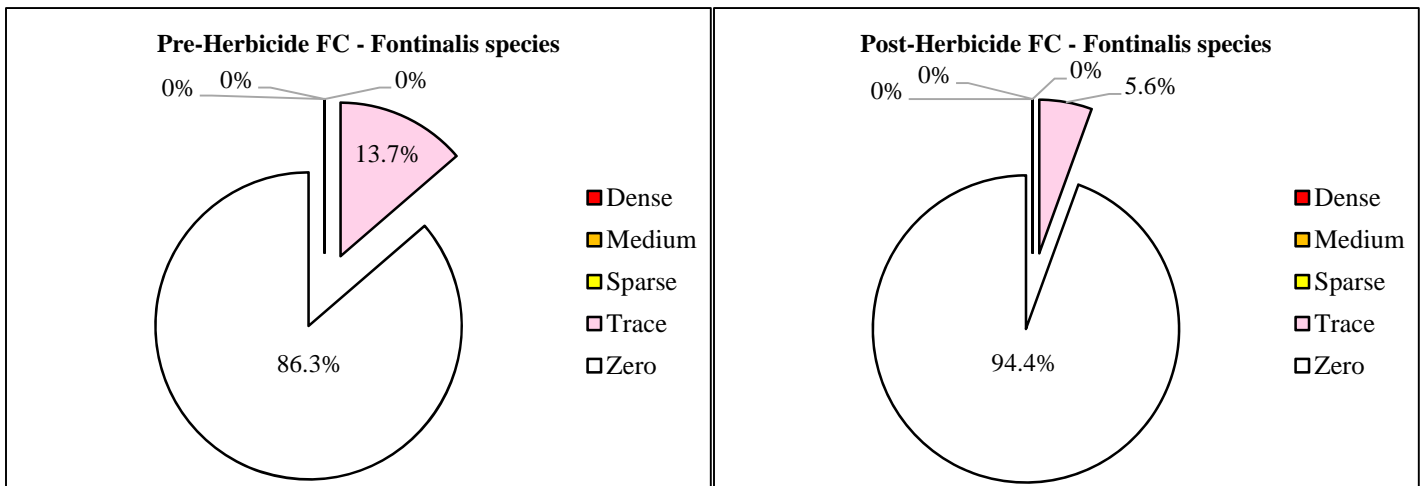 Pre-Herbicide FC - Fontinalis species
0%
0%
0%
13.7%
86.3%
Dense
Medium
Sparse
Trace
Zero
Post-Herbicide FC - Fontinalis species
0%
0%
0%
5.6%
94.4%
Dense
Medium
Sparse
Trace
Zero